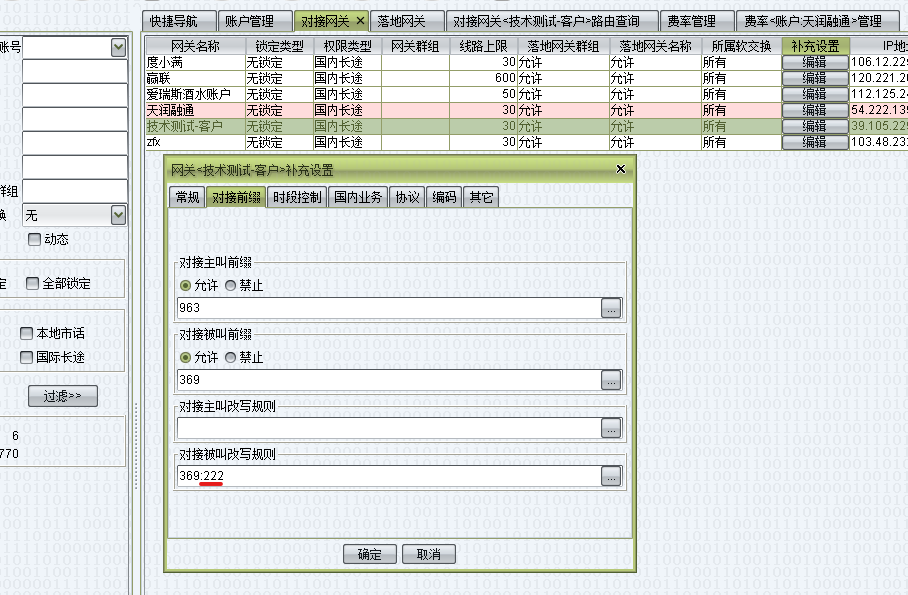 快捷导航 账户管理 对接网关 × 落地网关 对接网关<技术测试-客户>路由查询 费率管理 费率<账户:天润融通>管理
网关名称 锁定类型 权限类型 网关群组 线路上限 落地网关群组 落地网关名称 所属软交换 补充设置 IP地
度小满 无锁定 国内长途 30 允许 允许 所有 编辑 106.12.229
赢联 无锁定 国内长途 600 允许 允许 所有 编辑 120.221.20
爱瑞斯酒水账户 无锁定 国内长途 50 允许 允许 所有 编辑 112.125.24
天润融通 无锁定 国内长途 30 允许 允许 所有 编辑 54.222.139
技术测试-客户 无锁定 国内长途 30 允许 允许 所有 编辑 39.105.229
zfx 无锁定 国内长途 30 允许 允许 所有 编辑 103.48.232
账号
群组
换 无
动态
定 全部锁定
本地市话
国际长途
过滤>>
6
770
网关<技术测试-客户>补充设置 ×
常规 对接前缀 时段控制 国内业务 协议 编码 其它
对接主叫前缀
允许 禁止
963 ...
对接被叫前缀
允许 禁止
369 ...
对接主叫改写规则
...
对接被叫改写规则
369:222 ...
确定 取消